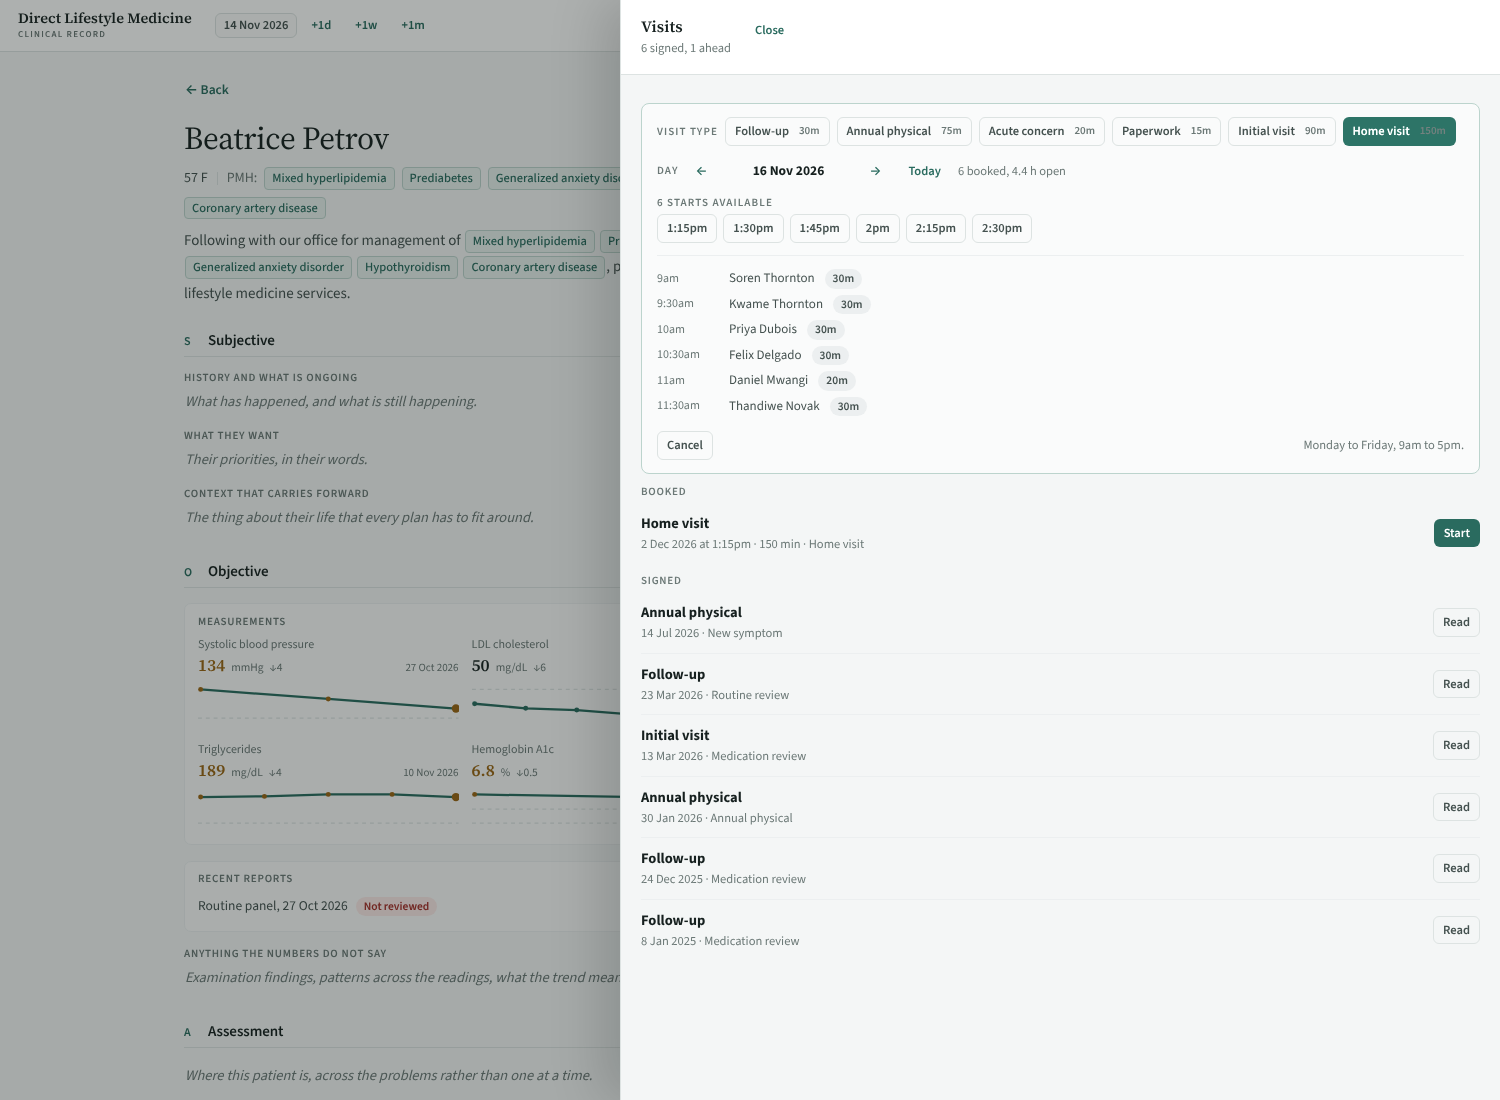 Direct Lifestyle Medicine
CLINICAL RECORD
14 Nov 2026 +1d +1w +1m
← Back
Beatrice Petrov
57 F PMH: Mixed hyperlipidemia Prediabetes Generalized anxiety
Coronary artery disease
Following with our office for management of Mixed hyperlipidemia
Generalized anxiety disorder Hypothyroidism Coronary artery disease ,
lifestyle medicine services.
S Subjective
HISTORY AND WHAT IS ONGOING
What has happened, and what is still happening.
WHAT THEY WANT
Their priorities, in their words.
CONTEXT THAT CARRIES FORWARD
The thing about their life that every plan has to fit around.
O Objective
MEASUREMENTS
Systolic blood pressure
134 mmHg ↓4 27 Oct 2026
LDL cholesterol
50 mg/dL ↓6
Triglycerides
189 mg/dL ↓4 10 Nov 2026
Hemoglobin A1c
6.8 % ↓0.5
RECENT REPORTS
Routine panel, 27 Oct 2026 Not reviewed
ANYTHING THE NUMBERS DO NOT SAY
Examination findings, patterns across the readings, what the trend
A Assessment
Where this patient is, across the problems rather than one at a time.
Visits
6 signed, 1 ahead
Close
VISIT TYPE Follow-up 30m Annual physical 75m Acute concern 20m Paperwork 15m Initial visit 90m Home visit 150m
DAY ← 16 Nov 2026 → Today 6 booked, 4.4 h open
6 STARTS AVAILABLE
1:15pm 1:30pm 1:45pm 2pm 2:15pm 2:30pm
9am Soren Thornton 30m
9:30am Kwame Thornton 30m
10am Priya Dubois 30m
10:30am Felix Delgado 30m
11am Daniel Mwangi 20m
11:30am Thandiwe Novak 30m
Cancel Monday to Friday, 9am to 5pm.
BOOKED
Home visit
2 Dec 2026 at 1:15pm · 150 min · Home visit
Start
SIGNED
Annual physical
14 Jul 2026 · New symptom
Read
Follow-up
23 Mar 2026 · Routine review
Read
Initial visit
13 Mar 2026 · Medication review
Read
Annual physical
30 Jan 2026 · Annual physical
Read
Follow-up
24 Dec 2025 · Medication review
Read
Follow-up
8 Jan 2025 · Medication review
Read